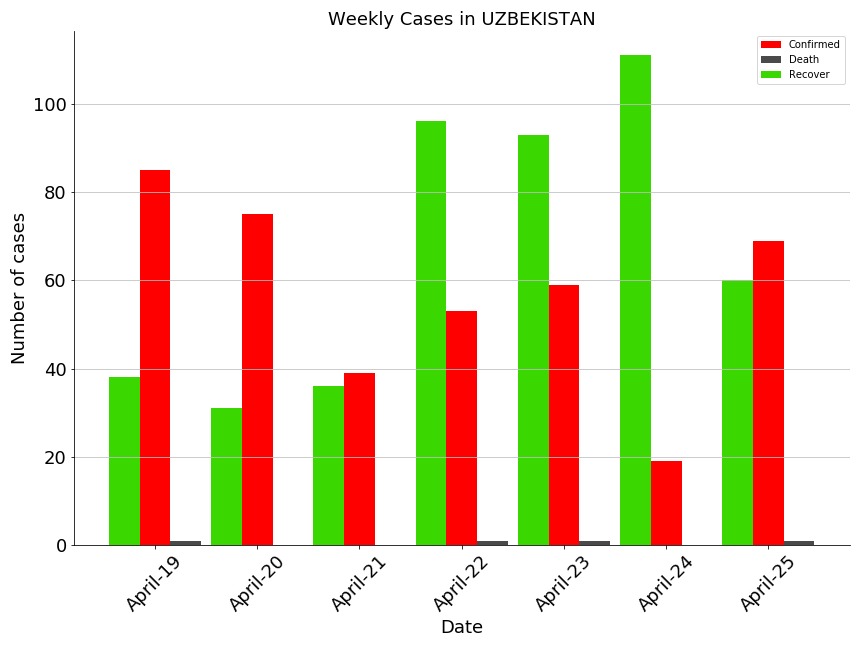 Weekly Cases in UZBEKISTAN
Confirmed
Death
Recover
Number of cases
100
80
60
40
20
0
April-19
April-20
April-21
April-22
April-23
April-24
April-25
Date